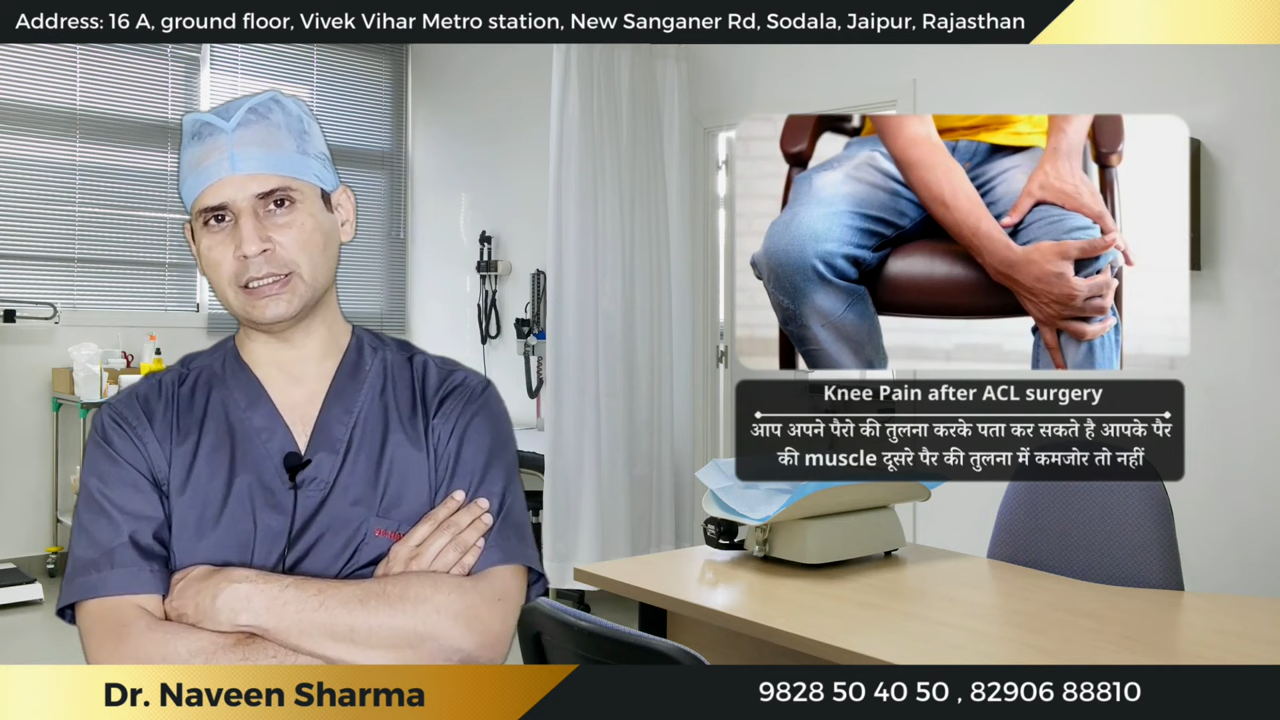 Address: 16 A, ground floor, Vivek Vihar Metro station, New Sanganer Rd, Sodala, Jaipur, Rajasthan
Knee Pain after ACL surgery
आप अपने पैरो की तुलना करके पता कर सकते है आपके पैर
की muscle दूसरे पैर की तुलना में कमजोर तो नहीं
Dr. Naveen Sharma
9828 50 40 50 , 82906 88810